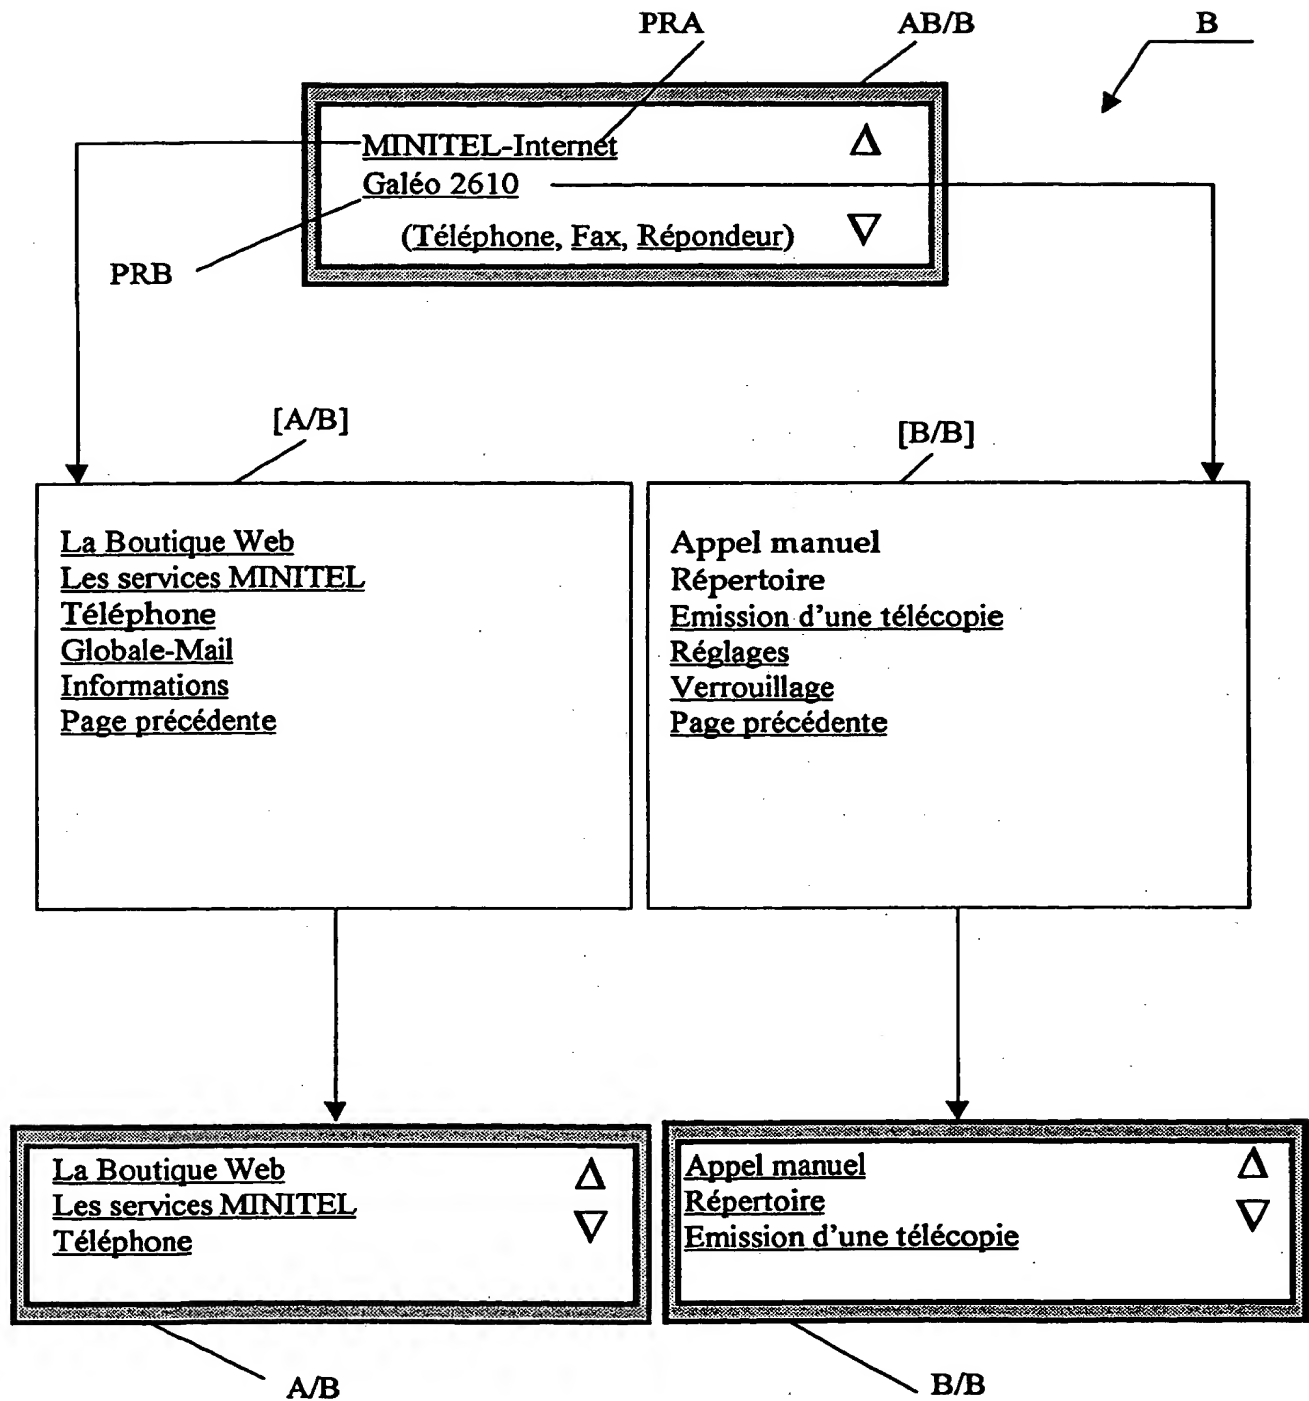 PRA
AB/B
B
MINITEL-Internet
Galéo 2610
(Téléphone, Fax, Répondeur)
PRB
[A/B]
[B/B]
La Boutique Web
Les services MINITEL
Téléphone
Globale-Mail
Informations
Page précédente
Appel manuel
Répertoire
Emission d'une télécopie
Réglages
Verrouillage
Page précédente
La Boutique Web
Les services MINITEL
Téléphone
Appel manuel
Répertoire
Emission d'une télécopie
A/B
B/B